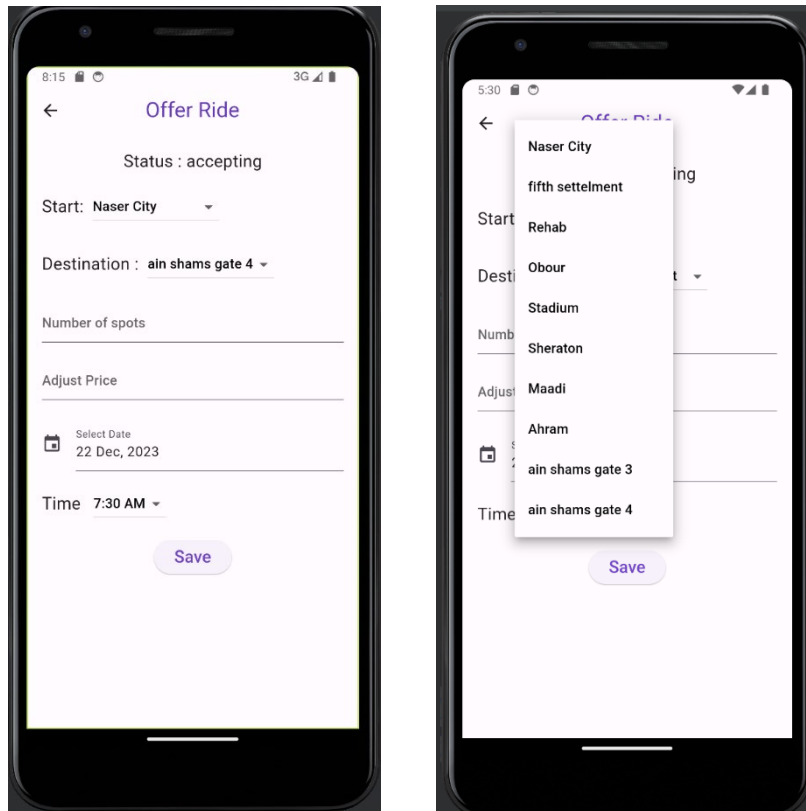 8:15
3G
Offer Ride
Status : accepting
Start: Naser City
Destination : ain shams gate 4
Number of spots
Adjust Price
Select Date
22 Dec, 2023
Time 7:30 AM
Save
5:30
Naser City
ing
fifth settelment
Start
Rehab
Obour
Desti
t
Stadium
Numb
Sheraton
Maadi
Adjust
Ahram
ain shams gate 3
ain shams gate 4
Time
Save